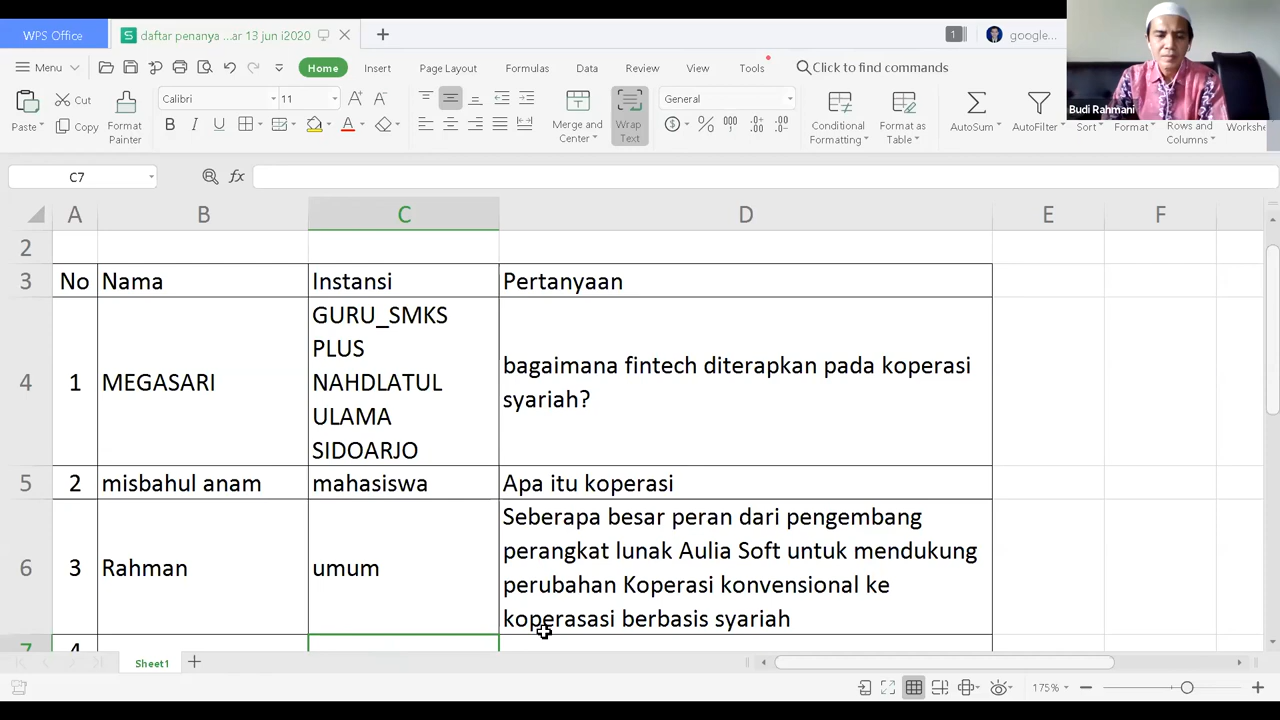 WPS Office
daftar penanya ...ar 13 jun i2020
google...
Menu
Home
Insert
Page Layout
Formulas
Data
Review
View
Tools
Click to find commands
Paste
Cut
Copy
Format
Painter
Calibri
11
Merge and
Center
Wrap
Text
General
Conditional
Formatting
Format as
Table
AutoSum
AutoFilter
Sort
Format
Rows and
Columns
Workshe
Budi Rahmani
C7
fx
A B C D E F
2
3 No Nama Instansi Pertanyaan
4 1 MEGASARI
GURU_SMKS
PLUS
NAHDLATUL
ULAMA
SIDOARJO
bagaimana fintech diterapkan pada koperasi
syariah?
5 2 misbahul anam mahasiswa Apa itu koperasi
6 3 Rahman umum
Seberapa besar peran dari pengembang
perangkat lunak Aulia Soft untuk mendukung
perubahan Koperasi konvensional ke
koperasasi berbasis syariah
7 4
Sheet1
175%